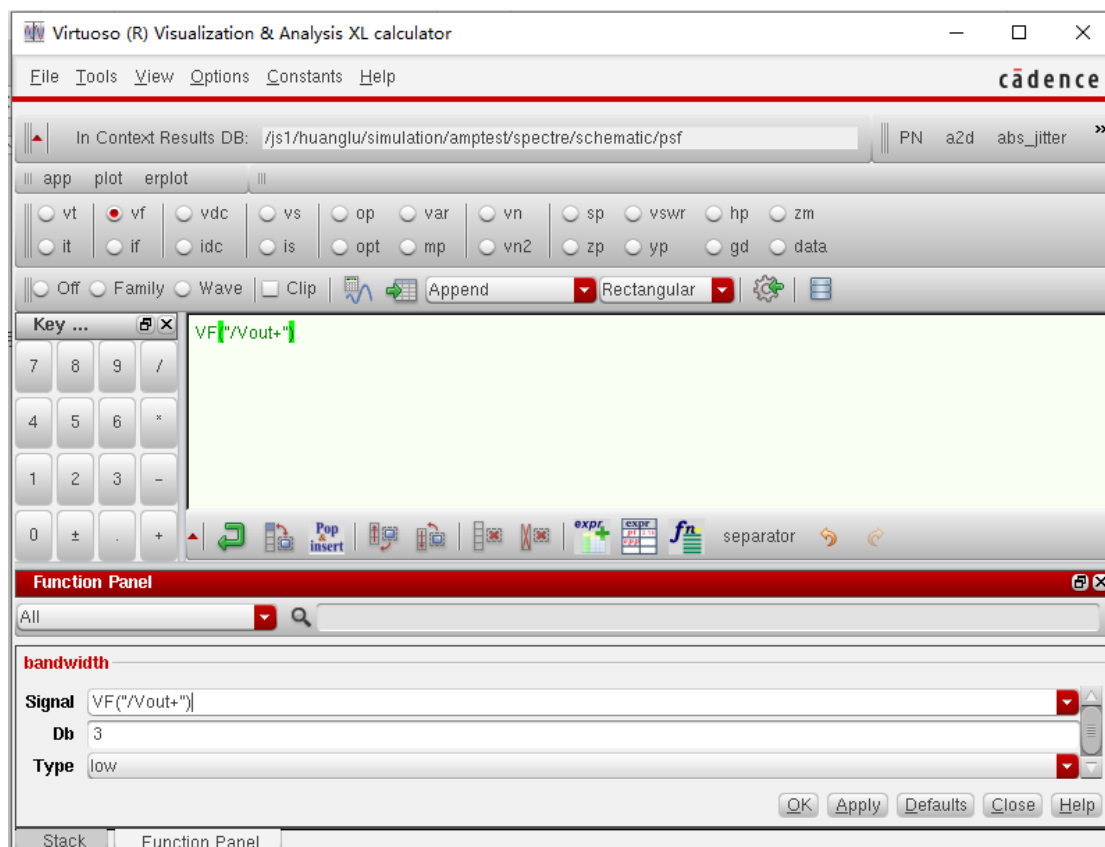 Virtuoso (R) Visualization & Analysis XL calculator
File Tools View Options Constants Help
cādence
In Context Results DB: /js1/huanglu/simulation/amptest/spectre/schematic/psf
PN a2d abs_jitter »
app plot erplot
vt vf vdc vs op var vn sp vswr hp zm
it if idc is opt mp vn2 zp yp gd data
Off Family Wave Clip Append Rectangular
Key ...
VF("/Vout+")
7 8 9 /
4 5 6 *
1 2 3 -
0 ± . +
Pop & insert
expr
expr
fn
separator
Function Panel
All
bandwidth
Signal VF("/Vout+")
Db 3
Type low
OK Apply Defaults Close Help
Stack Function Panel